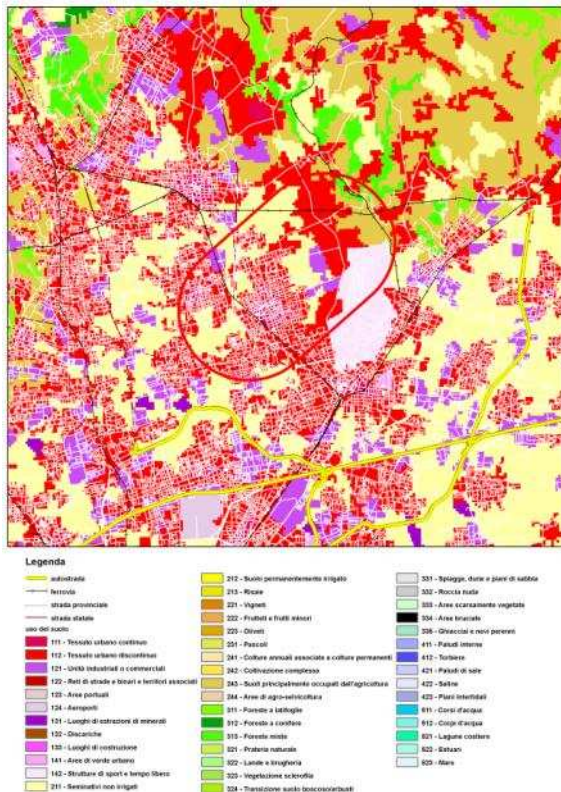 Legenda
autostrada
ferrovia
strada provinciale
strada statale
uso del suolo
111 - Tessuto urbano continuo
112 - Tessuto urbano discontinuo
121 - Unità industriali o commerciali
122 - Reti di strade e binari e territori associati
123 - Aree portuali
124 - Aeroporti
131 - Luoghi di estrazioni di minerali
132 - Discariche
133 - Luoghi di costruzione
141 - Aree di verde urbano
142 - Strutture di sport e tempo libero
211 - Seminativi non irrigati
212 - Suolo permanentemente irrigato
213 - Risaie
221 - Vigneti
222 - Frutteti e frutti minori
223 - Oliveti
231 - Pascoli
241 - Colture annuali associate e colture permanenti
242 - Coltivazione complessa
243 - Suoli principalmente occupati dall'agricoltura
244 - Aree di agro-selvicoltura
311 - Foreste a latifoglie
312 - Foreste a conifere
313 - Foreste miste
321 - Prateria naturale
322 - Lande e brugheria
323 - Vegetazione sclerofila
324 - Transizione suolo boscoso/arbusti
331 - Spiagge, dune e piani di sabbia
332 - Roccia nuda
333 - Aree scarsamente vegetate
334 - Aree bruciate
335 - Ghiacciai e nevi perenni
411 - Paludi interne
412 - Torbiere
421 - Paludi di sale
422 - Saline
423 - Piani intertidali
511 - Corsi d'acqua
512 - Corpi d'acqua
521 - Lagune costiere
522 - Estuari
523 - Mare